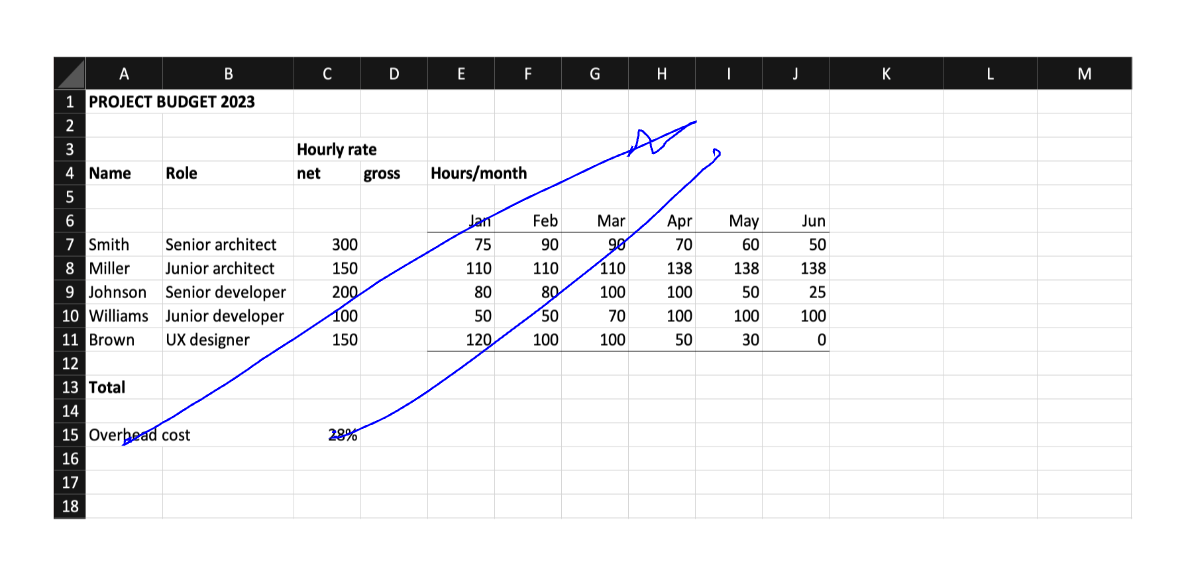 A B C D E F G H I J K L M
1 PROJECT BUDGET 2023
2
3 Hourly rate
4 Name Role net gross Hours/month
5
6 Jan Feb Mar Apr May Jun
7 Smith Senior architect 300 75 90 90 70 60 50
8 Miller Junior architect 150 110 110 110 138 138 138
9 Johnson Senior developer 200 80 80 100 100 50 25
10 Williams Junior developer 100 50 50 70 100 100 100
11 Brown UX designer 150 120 100 100 50 30 0
12
13 Total
14
15 Overhead cost 28%
16
17
18